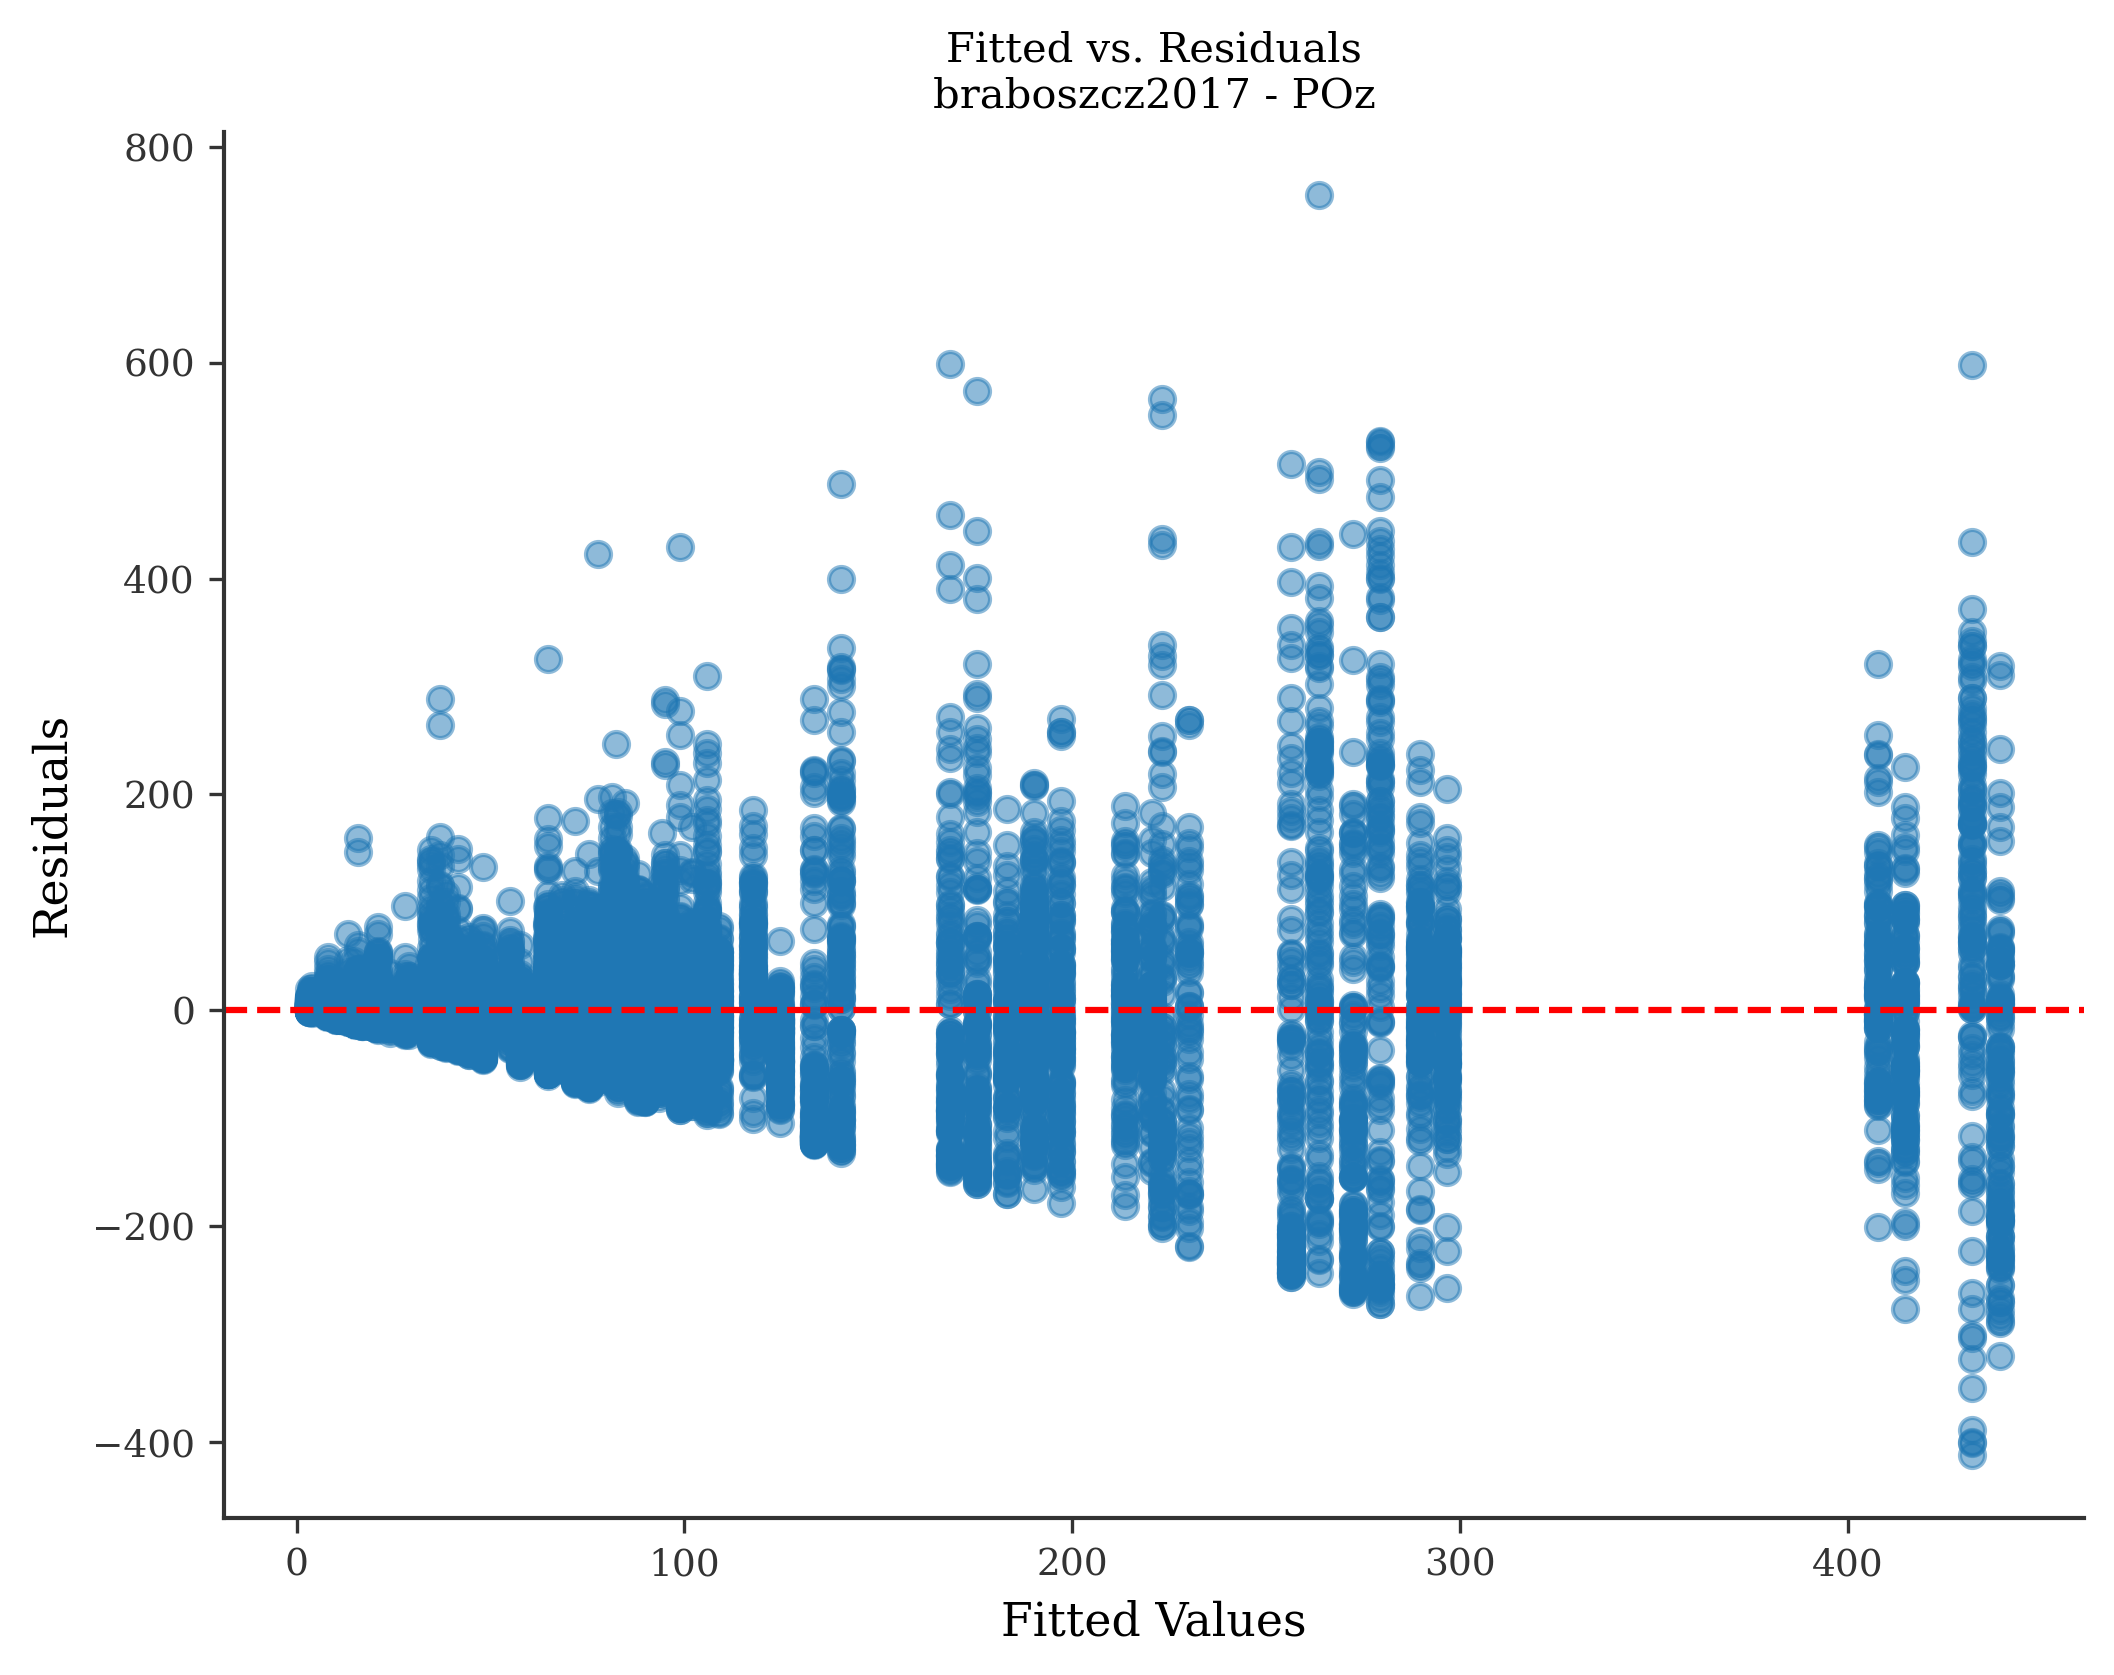 Fitted vs. Residuals
braboszcz2017 - POz
800
600
400
200
0
−200
−400
Residuals
0 100 200 300 400
Fitted Values